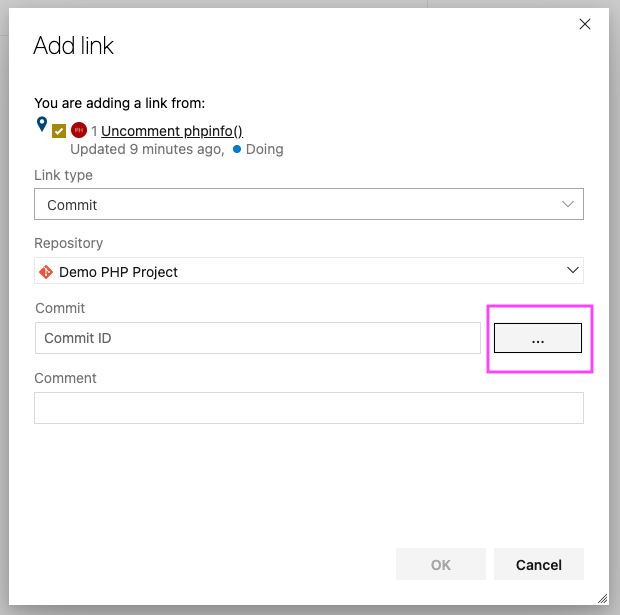 Add link
You are adding a link from:
PH 1 Uncomment phpinfo()
Updated 9 minutes ago, Doing
Link type
Commit
Repository
Demo PHP Project
Commit
Commit ID
...
Comment
OK
Cancel